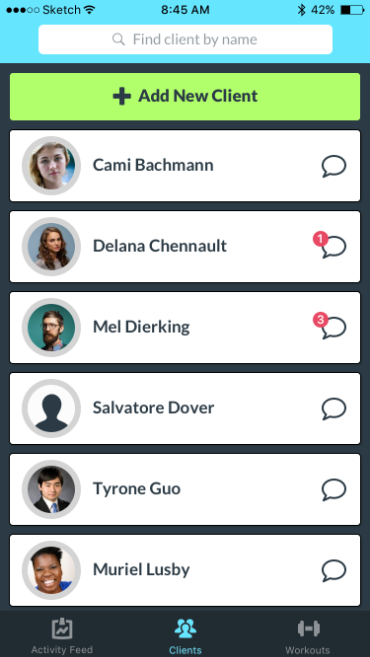 Sketch 8:45 AM 42%
Find client by name
Add New Client
Cami Bachmann
Delana Chennault 1
Mel Dierking 3
Salvatore Dover
Tyrone Guo
Muriel Lusby
Activity Feed Clients Workouts